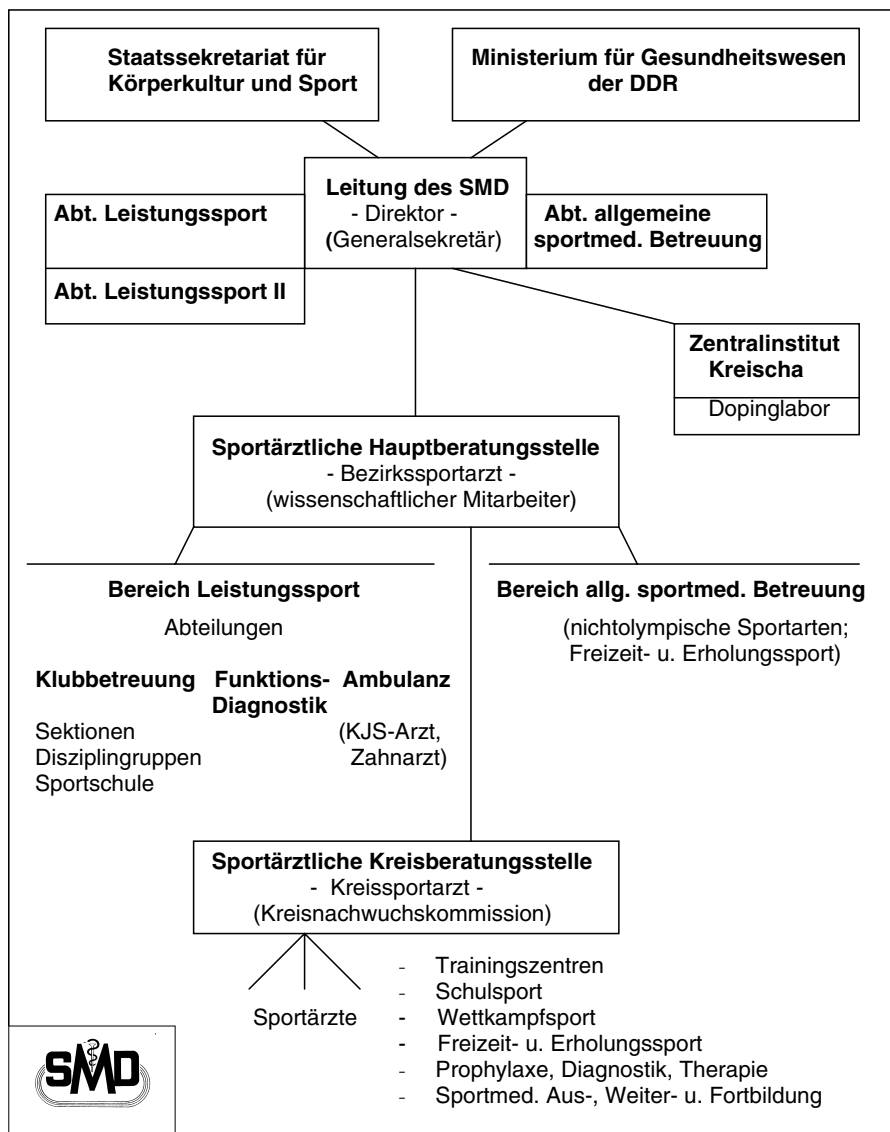 Staatssekretariat für
Körperkultur und Sport
Ministerium für Gesundheitswesen
der DDR
Leitung des SMD
- Direktor -
(Generalsekretär)
Abt. Leistungssport
Abt. allgemeine
sportmed. Betreuung
Abt. Leistungssport II
Zentralinstitut
Kreischa
Dopinglabor
Sportärztliche Hauptberatungsstelle
- Bezirkssportarzt -
(wissenschaftlicher Mitarbeiter)
Bereich Leistungssport
Abteilungen
Bereich allg. sportmed. Betreuung
(nichtolympische Sportarten;
Freizeit- u. Erholungssport)
Klubbetreuung
Sektionen
Disziplingruppen
Sportschule
Funktions-
Diagnostik
Ambulanz
(KJS-Arzt,
Zahnarzt)
Sportärztliche Kreisberatungsstelle
- Kreissportarzt -
(Kreisnachwuchskommission)
Sportärzte
- Trainingszentren
- Schulsport
- Wettkampfsport
- Freizeit- u. Erholungssport
- Prophylaxe, Diagnostik, Therapie
- Sportmed. Aus-, Weiter- u. Fortbildung
SMD